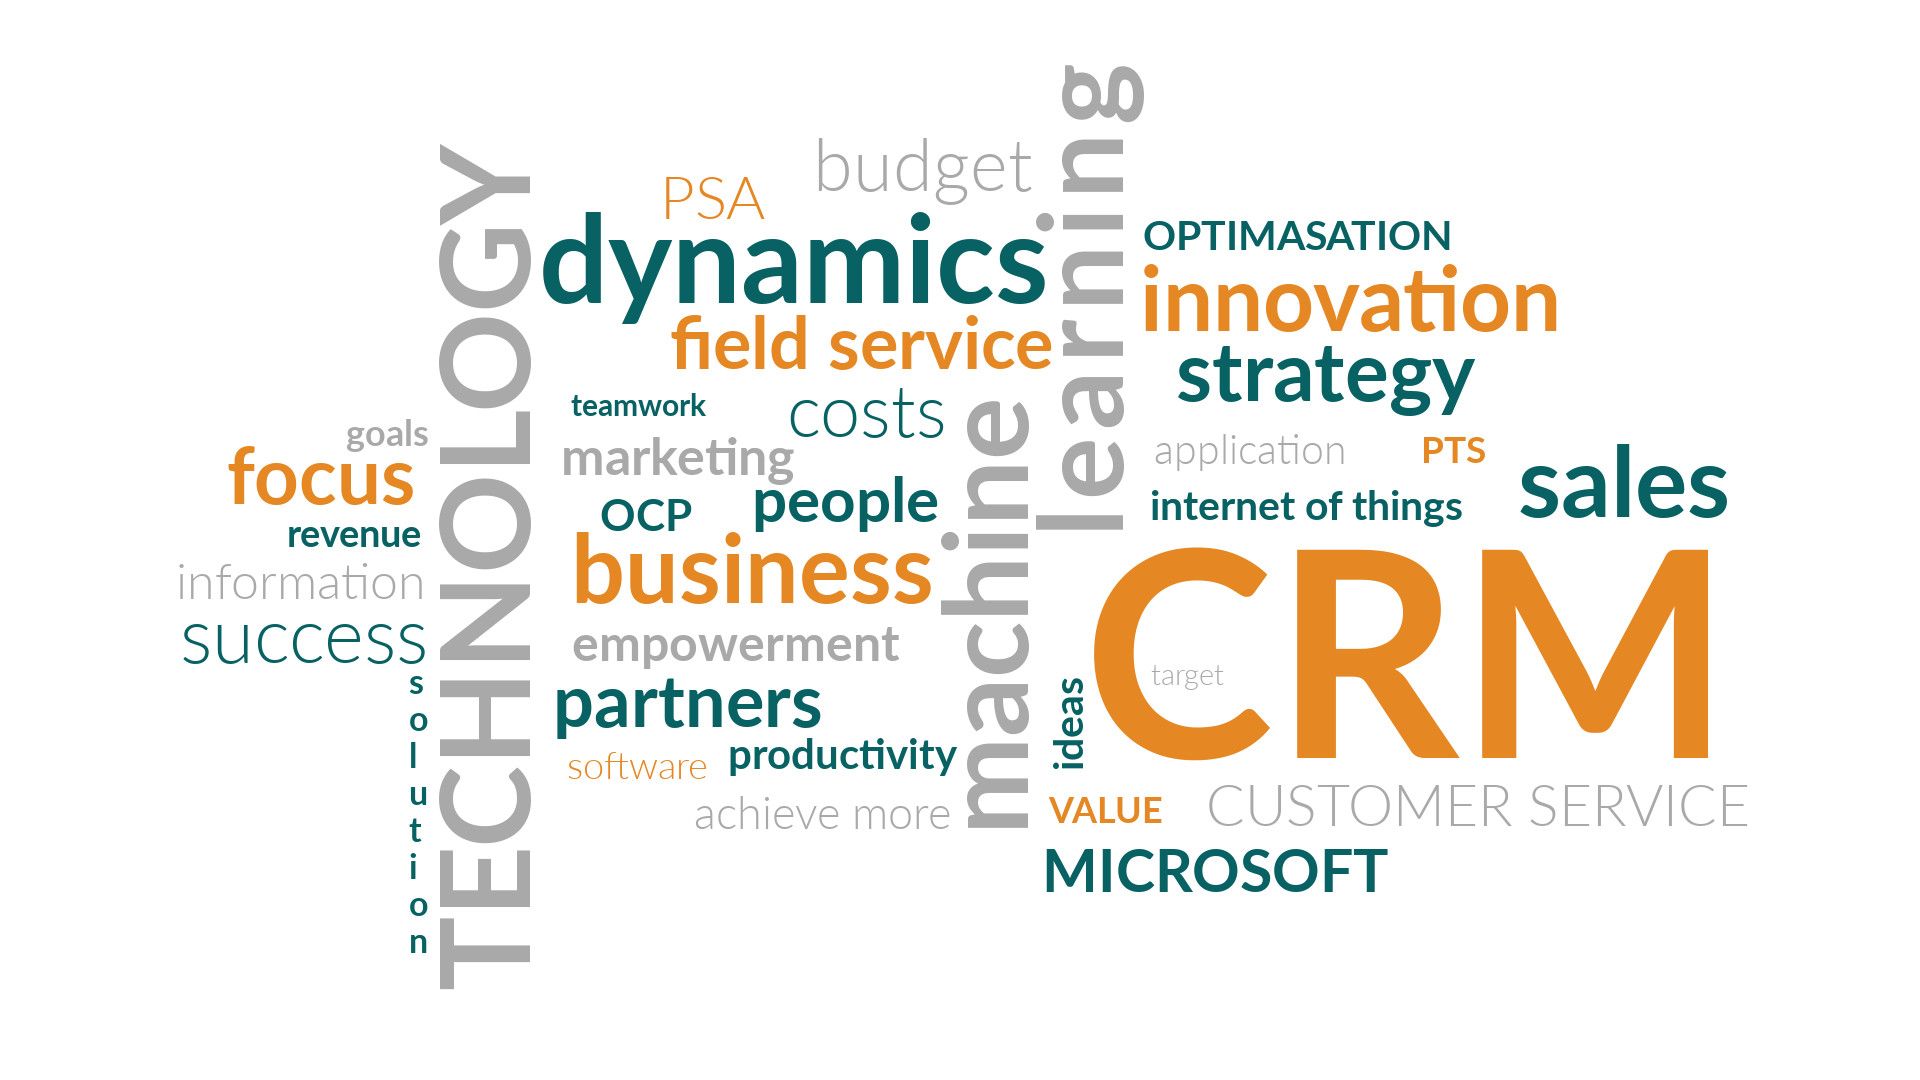 goals
focus
revenue
information
success
solution
TECHNOLOGY
budget
PSA
dynamics
field service
teamwork
costs
marketing
people
OCP
business
empowerment
partners
productivity
software
achieve more
machine
learning
OPTIMASATION
innovation
strategy
application
PTS
sales
internet of things
CRM
target
ideas
VALUE
CUSTOMER SERVICE
MICROSOFT